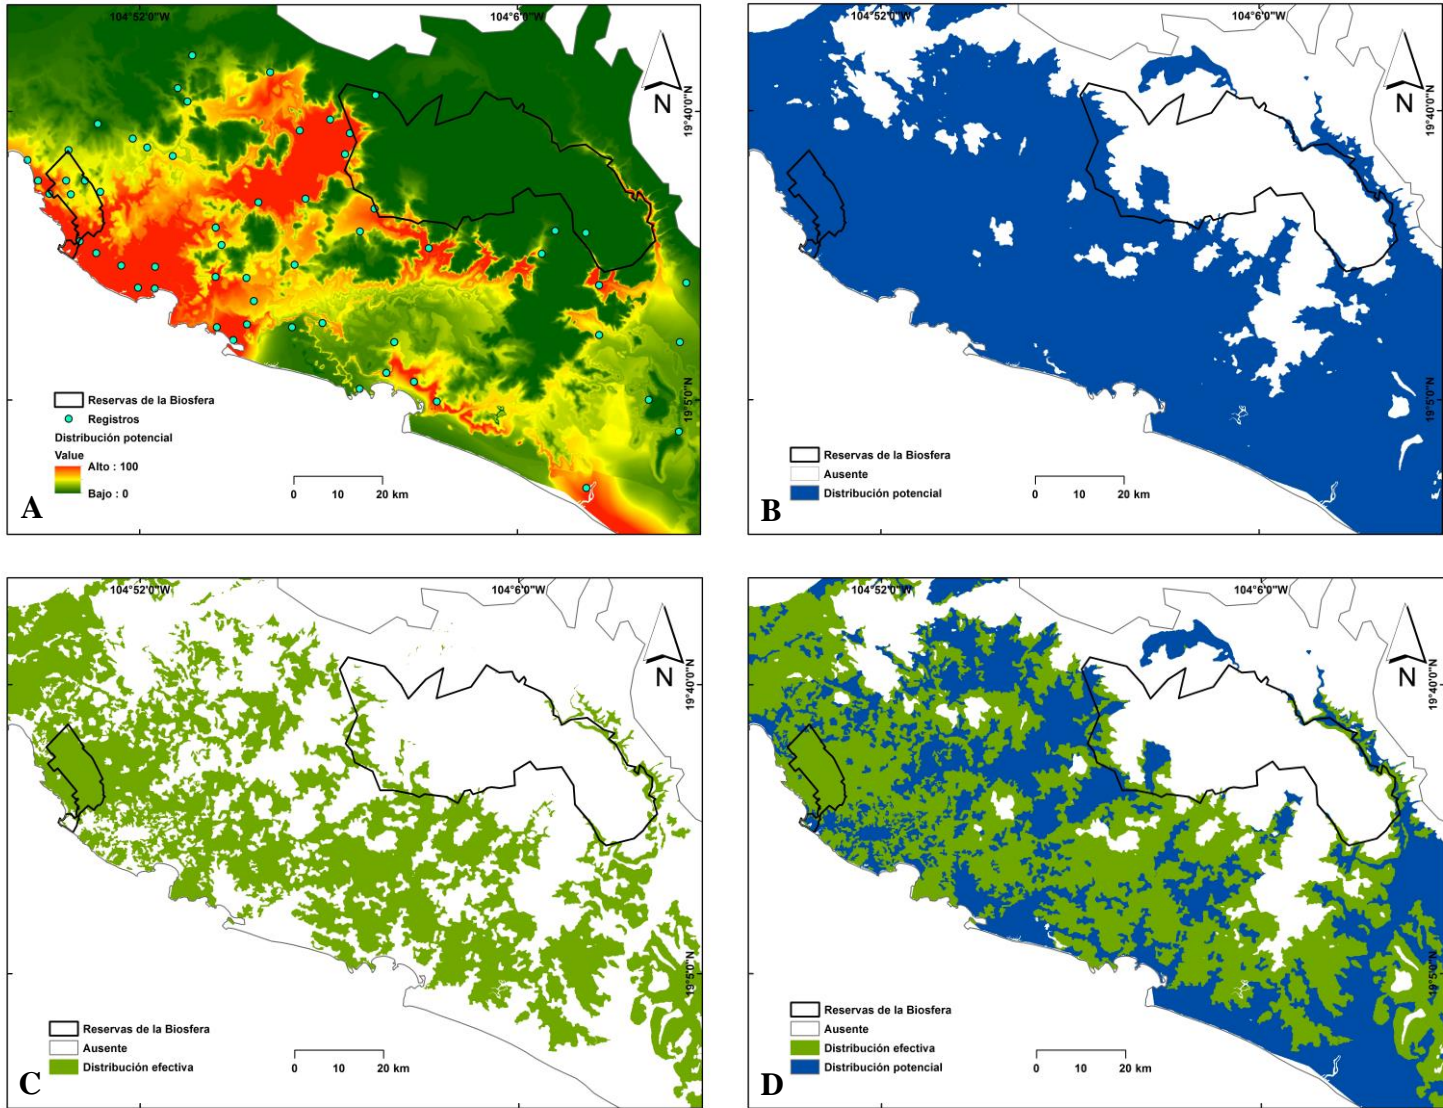 104°52'0"W
104°6'0"W
N
19°40'0"N
19°5'0"N
Reservas de la Biosfera
Registros
Distribución potencial
Value
Alto : 100
Bajo : 0
0 10 20 km
A
104°52'0"W
104°6'0"W
N
19°40'0"N
19°5'0"N
Reservas de la Biosfera
Ausente
Distribución potencial
0 10 20 km
B
104°52'0"W
104°6'0"W
N
19°40'0"N
19°5'0"N
Reservas de la Biosfera
Ausente
Distribución efectiva
0 10 20 km
C
104°52'0"W
104°6'0"W
N
19°40'0"N
19°5'0"N
Reservas de la Biosfera
Ausente
Distribución efectiva
Distribución potencial
0 10 20 km
D